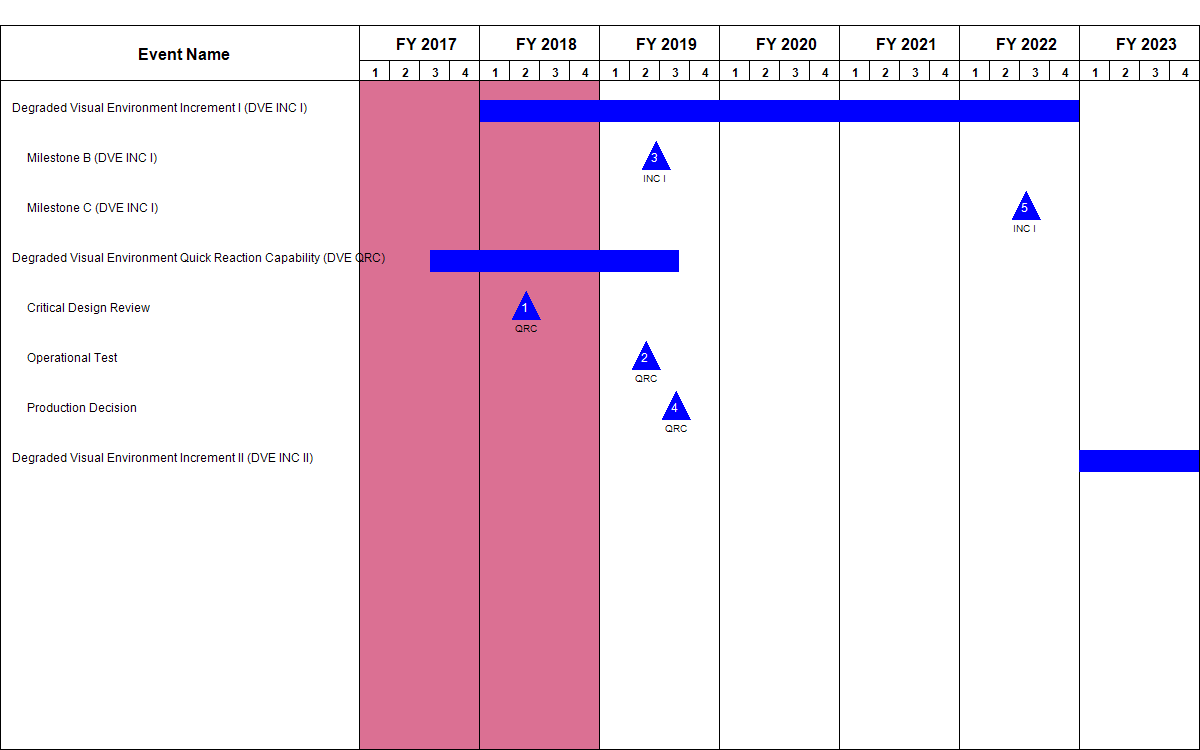 Event Name
FY 2017 FY 2018 FY 2019 FY 2020 FY 2021 FY 2022 FY 2023
1 2 3 4 1 2 3 4 1 2 3 4 1 2 3 4 1 2 3 4 1 2 3 4 1 2 3 4
Degraded Visual Environment Increment I (DVE INC I)
Milestone B (DVE INC I)
3
INC I
Milestone C (DVE INC I)
5
INC I
Degraded Visual Environment Quick Reaction Capability (DVE QRC)
Critical Design Review
1
QRC
Operational Test
2
QRC
Production Decision
4
QRC
Degraded Visual Environment Increment II (DVE INC II)